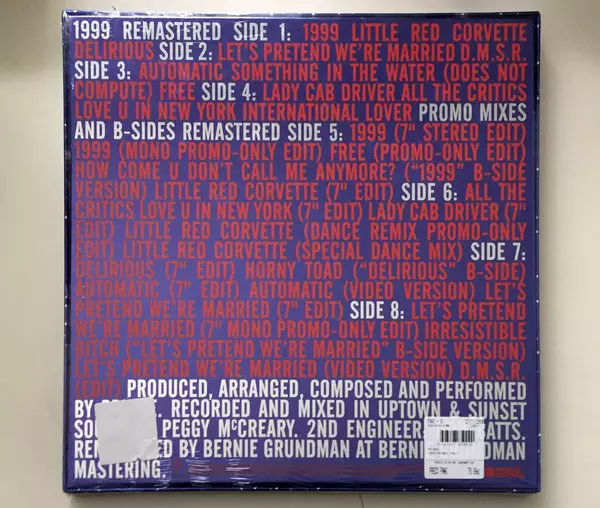 1999 REMASTERED SIDE 1: 1999 LITTLE RED CORVETTE
DELIRIOUS SIDE 2: LET'S PRETEND WE'RE MARRIED D.M.S.R.
SIDE 3: AUTOMATIC SOMETHING IN THE WATER (DOES NOT
COMPUTE) FREE SIDE 4: LADY CAB DRIVER ALL THE CRITICS
LOVE U IN NEW YORK INTERNATIONAL LOVER PROMO MIXES
AND B-SIDES REMASTERED SIDE 5: 1999 (7" STEREO EDIT)
1999 (MONO PROMO-ONLY EDIT) FREE (PROMO-ONLY EDIT)
HOW COME U DON'T CALL ME ANYMORE? ("1999" B-SIDE
VERSION) LITTLE RED CORVETTE (7" EDIT) SIDE 6: ALL THE
CRITICS LOVE U IN NEW YORK (7" EDIT) LADY CAB DRIVER (7"
EDIT) LITTLE RED CORVETTE (DANCE REMIX PROMO-ONLY
EDIT) LITTLE RED CORVETTE (SPECIAL DANCE MIX) SIDE 7:
DELIRIOUS (7" EDIT) HORNY TOAD ("DELIRIOUS" B-SIDE)
AUTOMATIC (7" EDIT) AUTOMATIC (VIDEO VERSION) LET'S
PRETEND WE'RE MARRIED (7" EDIT) SIDE 8: LET'S PRETEND
WE'RE MARRIED (7" MONO PROMO-ONLY EDIT) IRRESISTIBLE
BITCH ("LET'S PRETEND WE'RE MARRIED" B-SIDE VERSION)
LET'S PRETEND WE'RE MARRIED (VIDEO VERSION) D.M.S.R.
(EDIT) PRODUCED, ARRANGED, COMPOSED AND PERFORMED
BY RECORDED AND MIXED IN UPTOWN & SUNSET
SO PEGGY McCREARY. 2ND ENGINEER ATTS.
REM BY BERNIE GRUNDMAN AT BERNI DMAN
MASTERING.